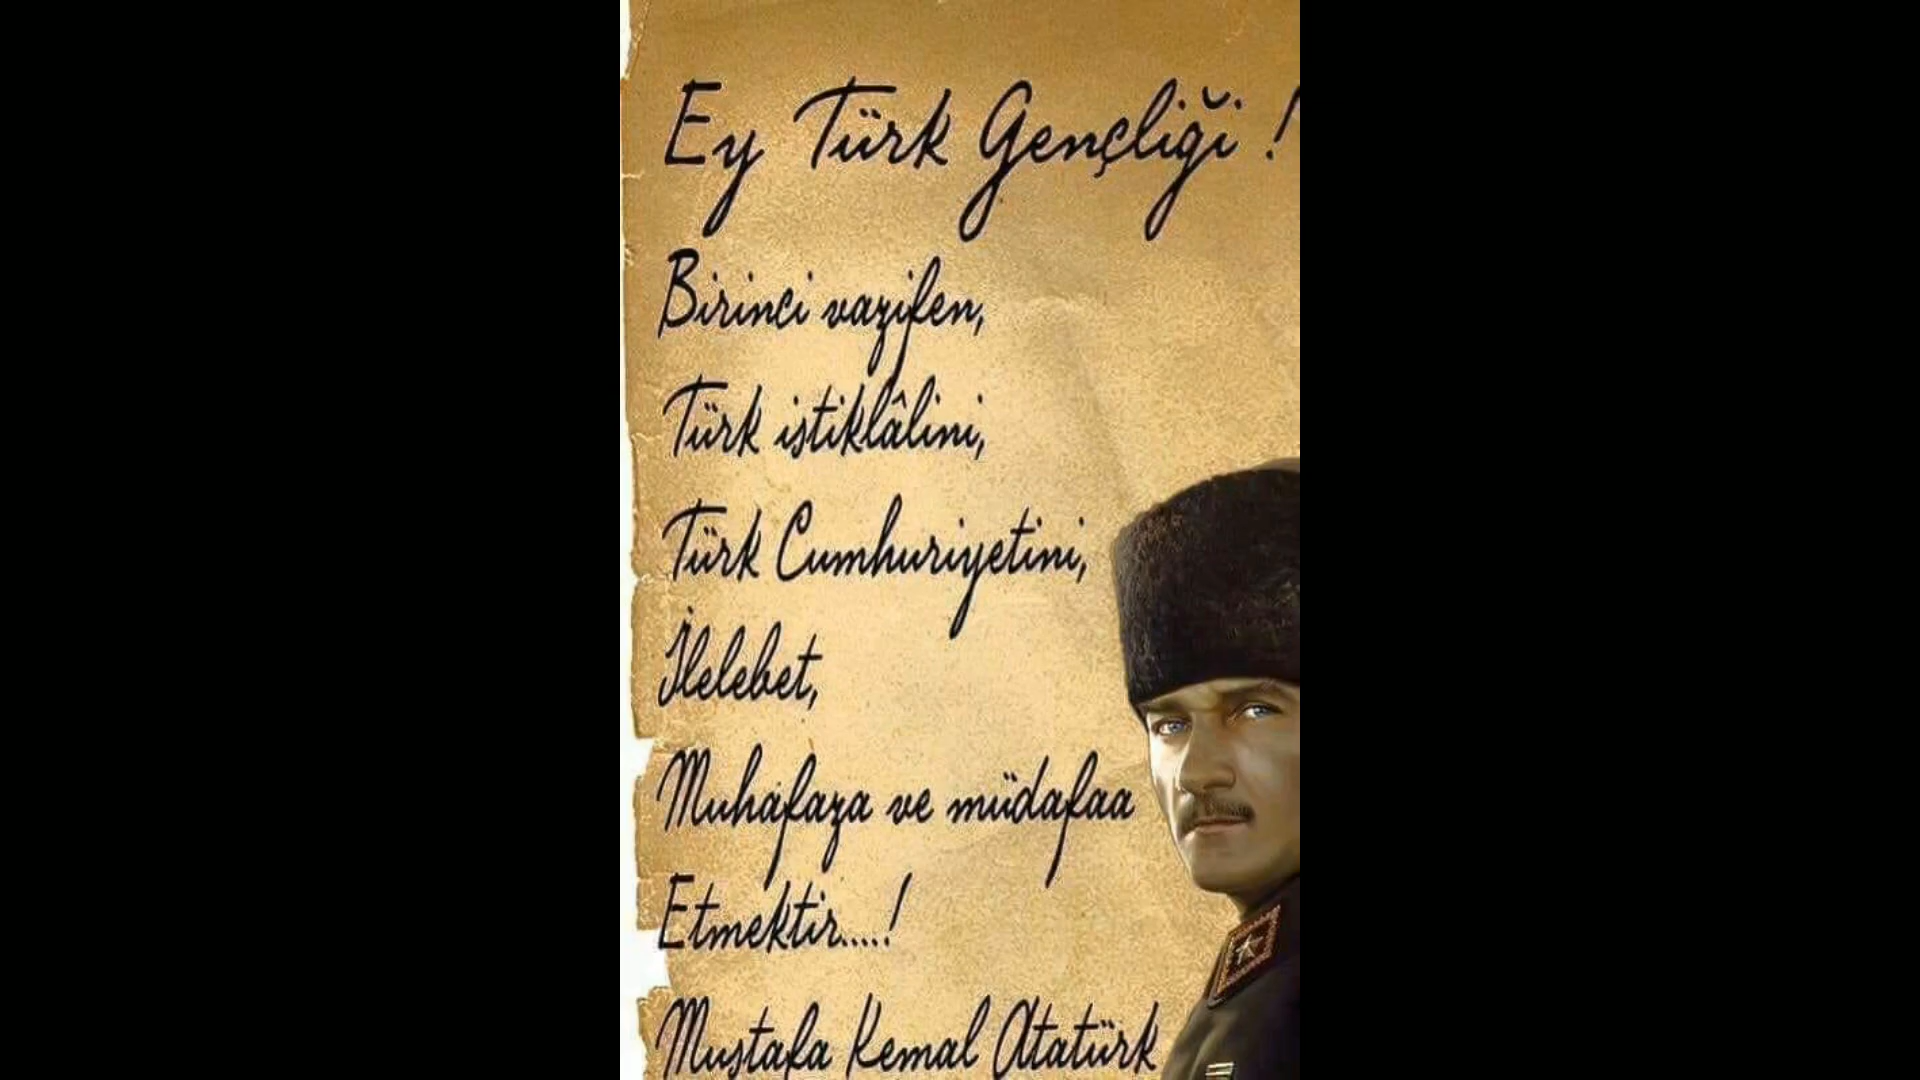 Ey Türk Gençliği !
Birinci vazifen,
Türk istiklâlini,
Türk Cumhuriyetini,
İlelebet,
Muhafaza ve müdafaa
Etmektir.....!
Mustafa Kemal Atatürk